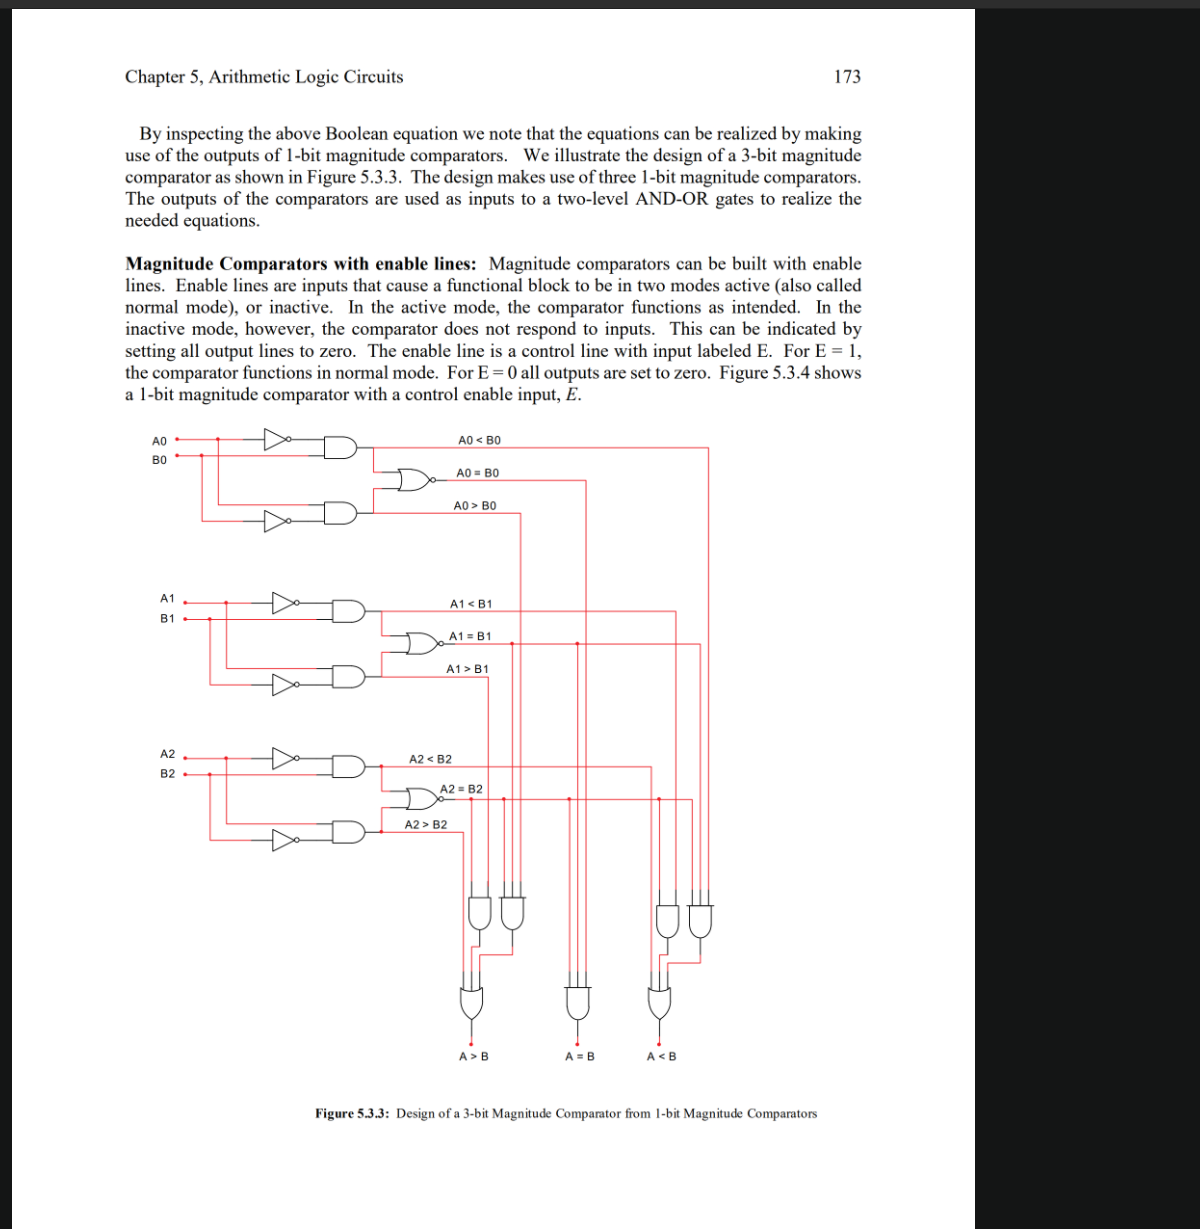 Chapter 5, Arithmetic Logic Circuits 173
By inspecting the above Boolean equation we note that the equations can be realized by making
use of the outputs of 1-bit magnitude comparators. We illustrate the design of a 3-bit magnitude
comparator as shown in Figure 5.3.3. The design makes use of three 1-bit magnitude comparators.
The outputs of the comparators are used as inputs to a two-level AND-OR gates to realize the
needed equations.
Magnitude Comparators with enable lines: Magnitude comparators can be built with enable
lines. Enable lines are inputs that cause a functional block to be in two modes active (also called
normal mode), or inactive. In the active mode, the comparator functions as intended. In the
inactive mode, however, the comparator does not respond to inputs. This can be indicated by
setting all output lines to zero. The enable line is a control line with input labeled E. For E = 1,
the comparator functions in normal mode. For E = 0 all outputs are set to zero. Figure 5.3.4 shows
a 1-bit magnitude comparator with a control enable input, E.
A0
B0
A0 < B0
A0 = B0
A0 > B0
A1
B1
A1 < B1
A1 = B1
A1 > B1
A2
B2
A2 < B2
A2 = B2
A2 > B2
A > B
A = B
A < B
Figure 5.3.3: Design of a 3-bit Magnitude Comparator from 1-bit Magnitude Comparators